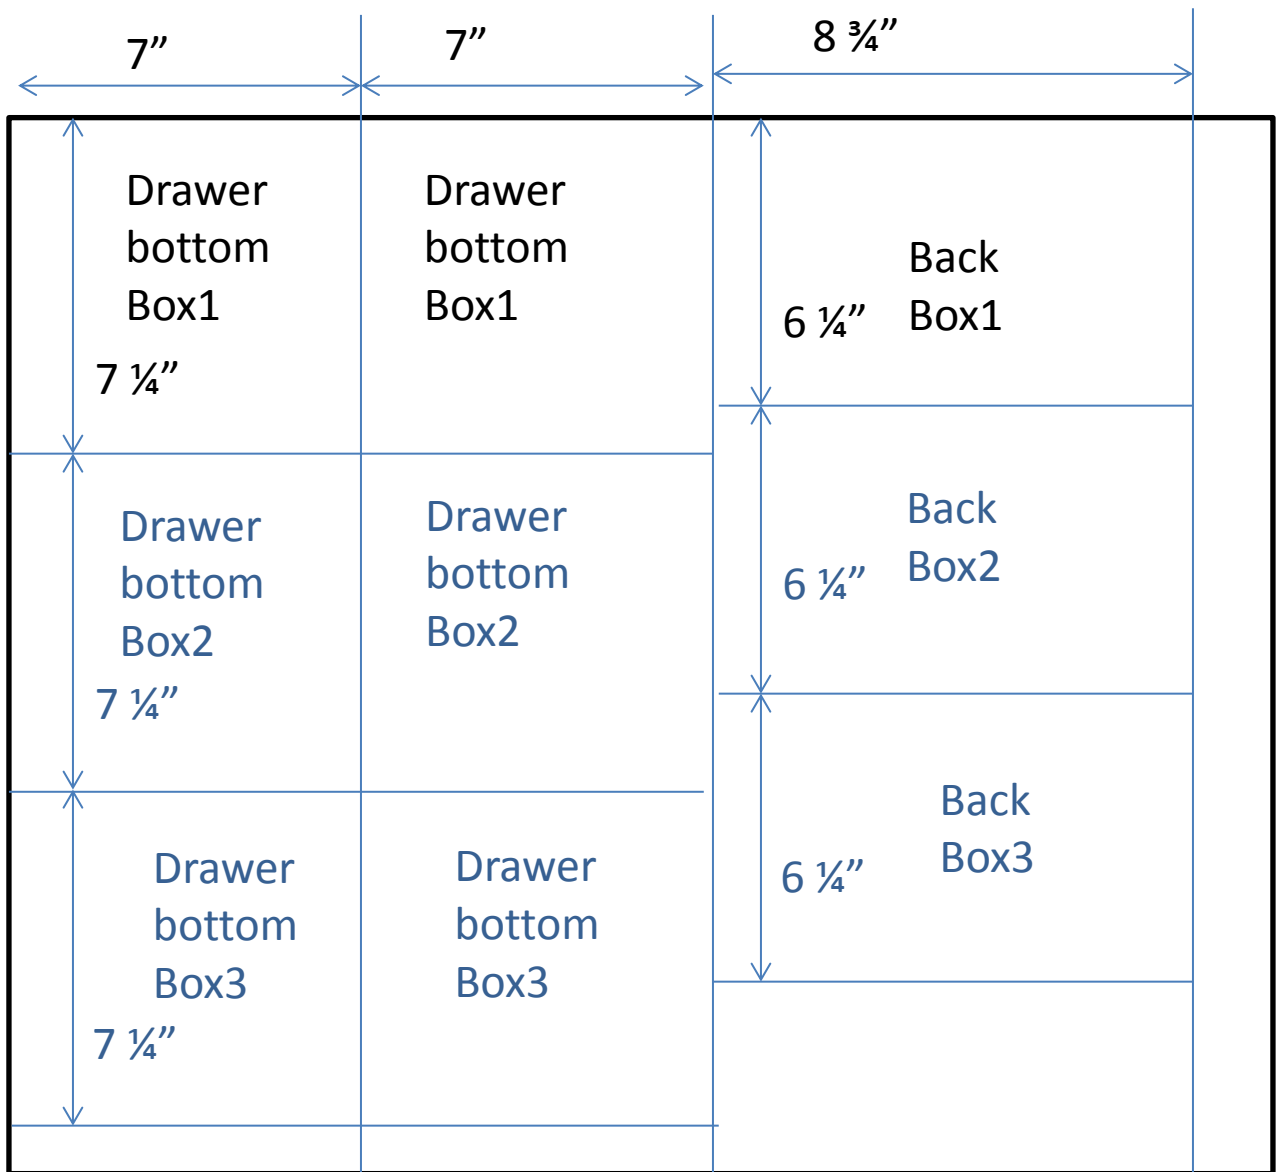 7”
7”
8 ¾”
Drawer
bottom
Box1
7 ¼”
Drawer
bottom
Box1
6 ¼”
Back
Box1
Drawer
bottom
Box2
7 ¼”
Drawer
bottom
Box2
6 ¼”
Back
Box2
Drawer
bottom
Box3
7 ¼”
Drawer
bottom
Box3
6 ¼”
Back
Box3